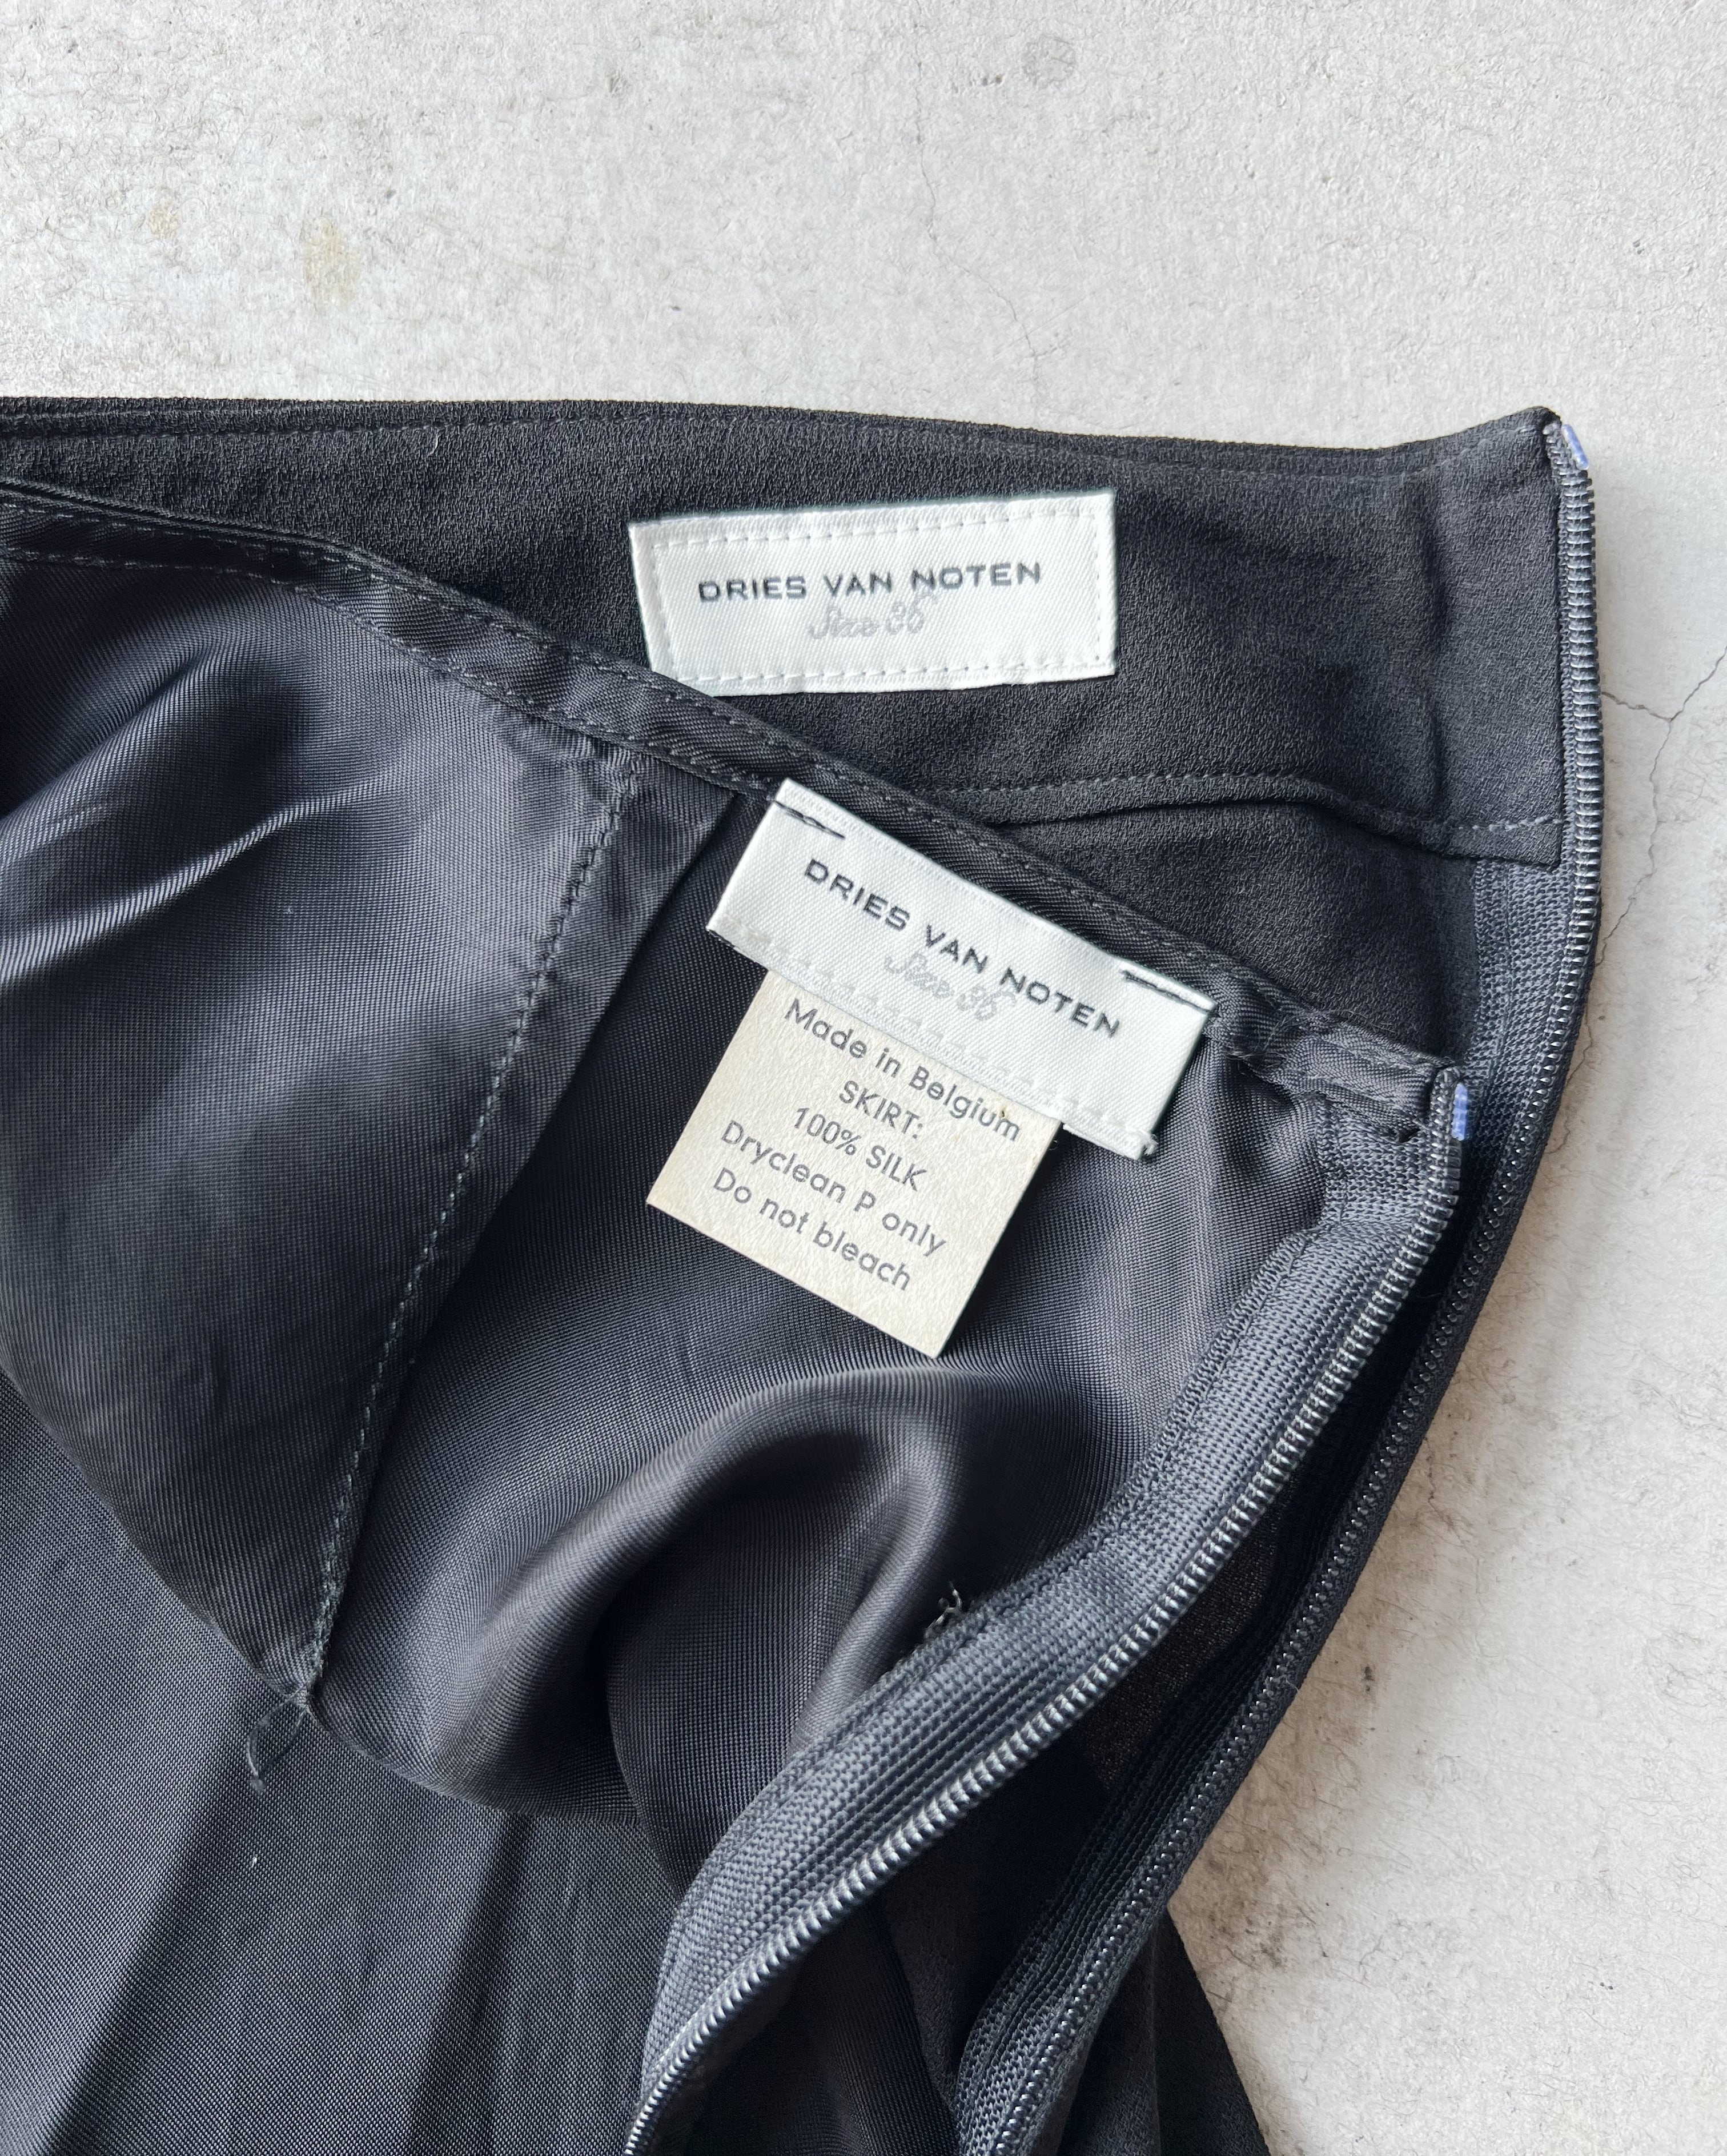 DRIES VAN NOTEN
Size 36
DRIES VAN NOTEN
Size 36
Made in Belgium
SKIRT:
100% SILK
Dryclean P only
Do not bleach